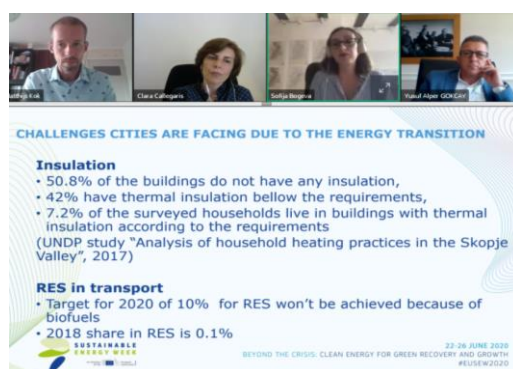 Clara Callegaris
Sofija Bogeva
Yusuf Alper GOKCAY
CHALLENGES CITIES ARE FACING DUE TO THE ENERGY TRANSITION
Insulation
• 50.8% of the buildings do not have any insulation,
• 42% have thermal insulation bellow the requirements,
• 7.2% of the surveyed households live in buildings with thermal
insulation according to the requirements
(UNDP study “Analysis of household heating practices in the Skopje
Valley”, 2017)
RES in transport
• Target for 2020 of 10% for RES won’t be achieved because of
biofuels
• 2018 share in RES is 0.1%
SUSTAINABLE
ENERGY WEEK
22-26 JUNE 2020
BEYOND THE CRISIS: CLEAN ENERGY FOR GREEN RECOVERY AND GROWTH
#EUSEW2020